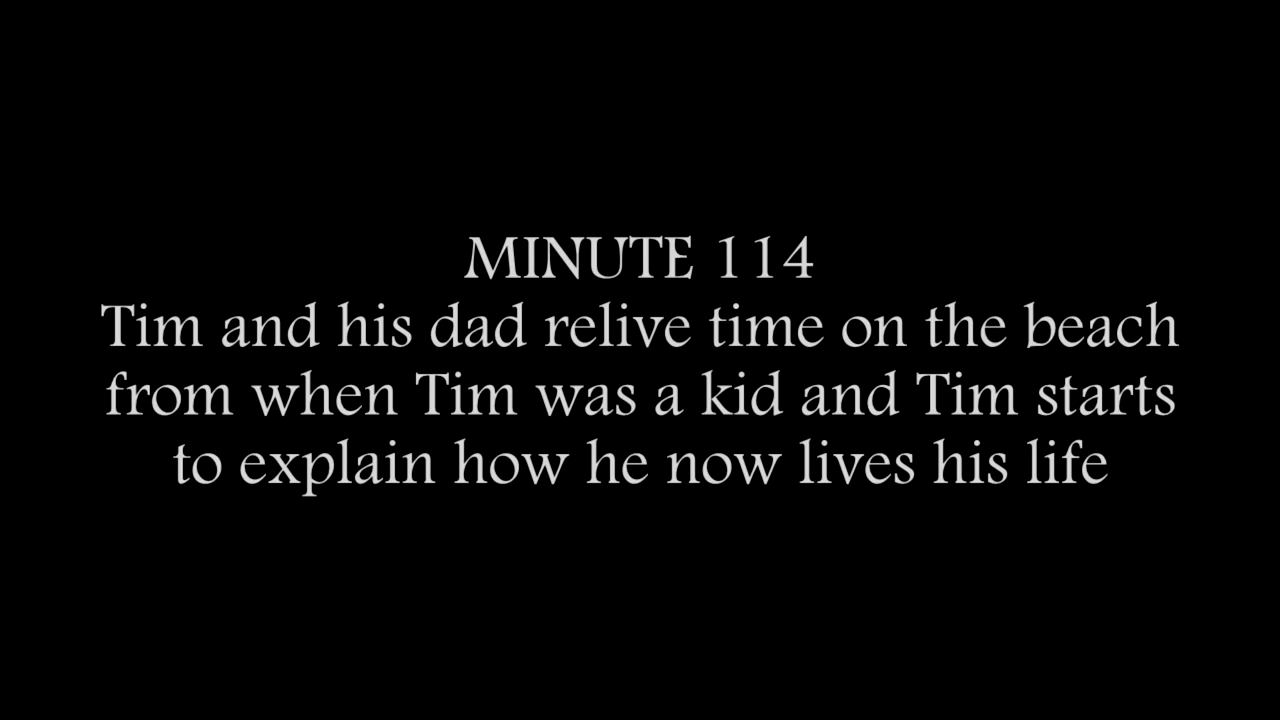 MINUTE 114
Tim and his dad relive time on the beach
from when Tim was a kid and Tim starts
to explain how he now lives his life